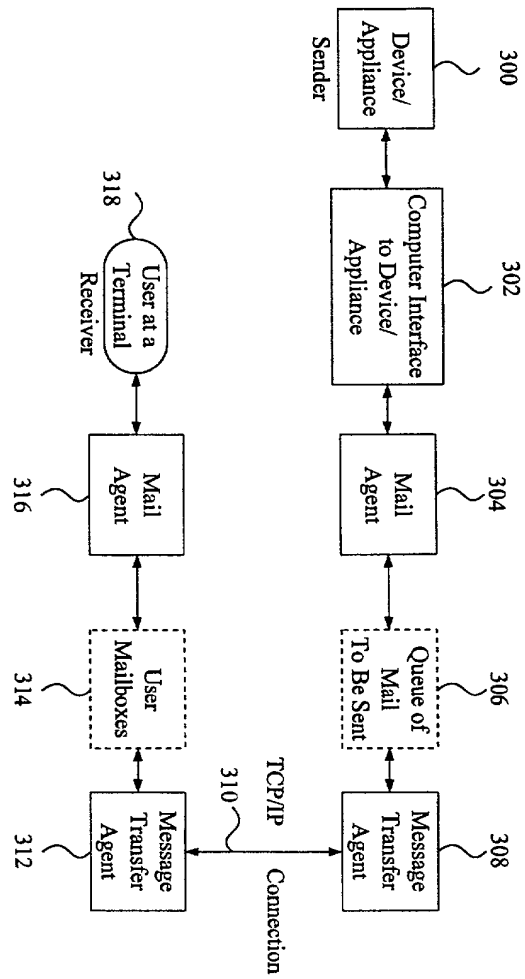 300
Device/
Appliance
Sender
302
Computer Interface
to Device/
Appliance
304
Mail
Agent
306
Queue of
Mail
To Be Sent
308
Message
Transfer
Agent
310
TCP/IP
Connection
318
User at a
Terminal
Receiver
Mail
Agent
316
User
Mailboxes
314
Message
Transfer
Agent
312